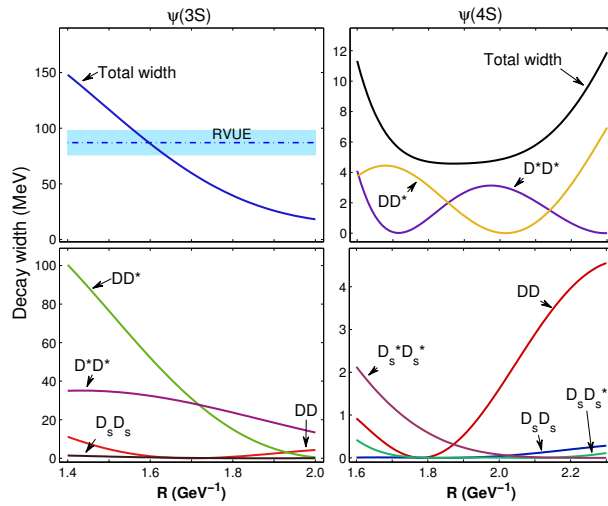 ψ(3S)
ψ(4S)
Decay width (MeV)
150
100
50
0
Total width
RVUE
12
10
8
6
4
2
0
Total width
D*D*
DD*
100
80
60
40
20
0
DD*
D*D*
DₛDₛ
DD
1.4
1.6
1.8
2.0
R (GeV⁻¹)
4
2
0
DD
Dₛ*Dₛ*
DₛDₛ*
DₛDₛ
1.6
1.8
2.0
2.2
R (GeV⁻¹)